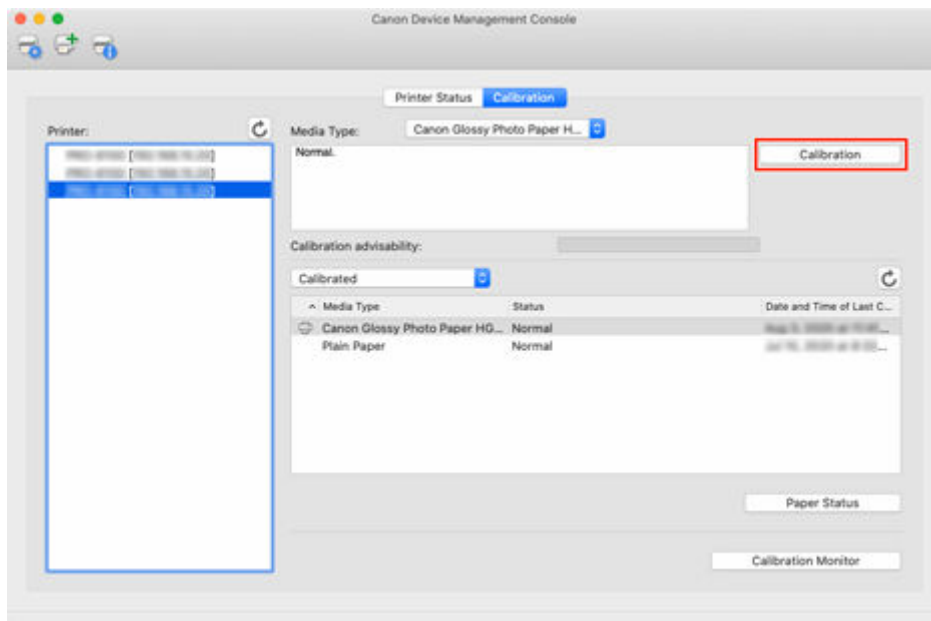 Canon Device Management Console
Printer Status Calibration
Printer:
Media Type: Canon Glossy Photo Paper H...
Normal.
Calibration
Calibration advisability:
Calibrated
Media Type Status Date and Time of Last C...
Canon Glossy Photo Paper HG... Normal
Plain Paper Normal
Paper Status
Calibration Monitor